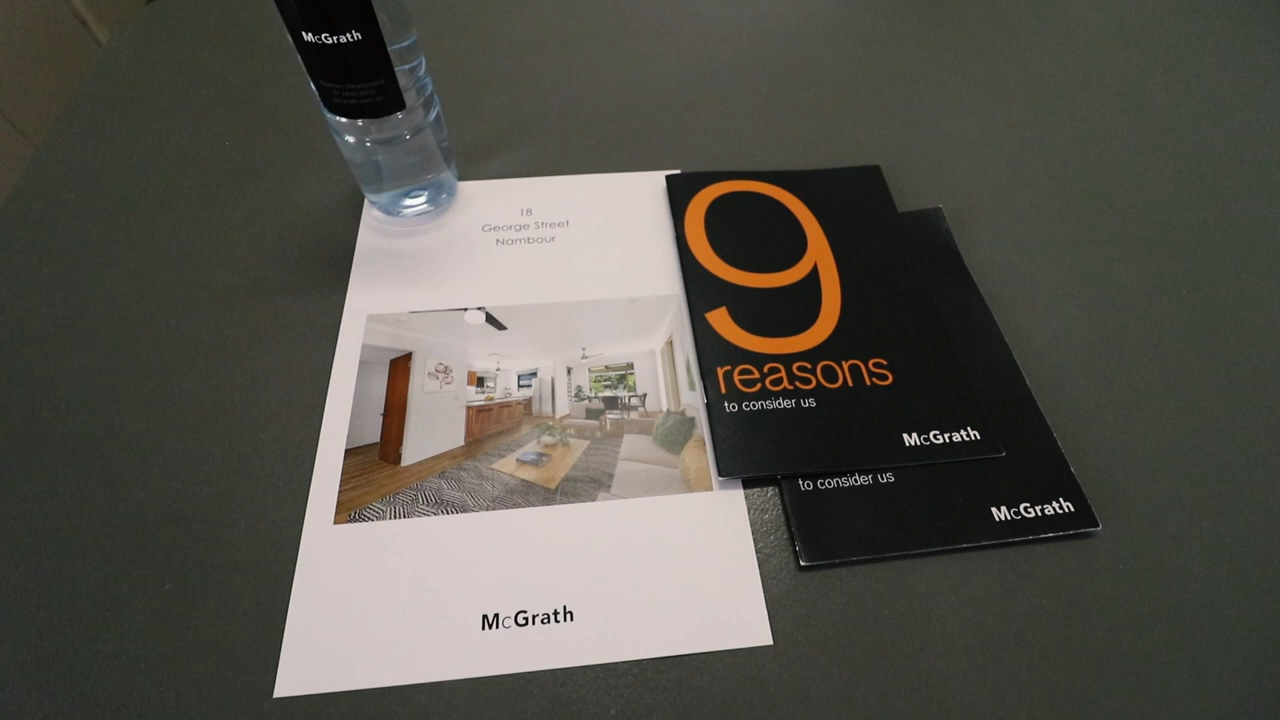 McGrath
18
George Street
Nambour
McGrath
9
reasons
to consider us
McGrath
to consider us
McGrath